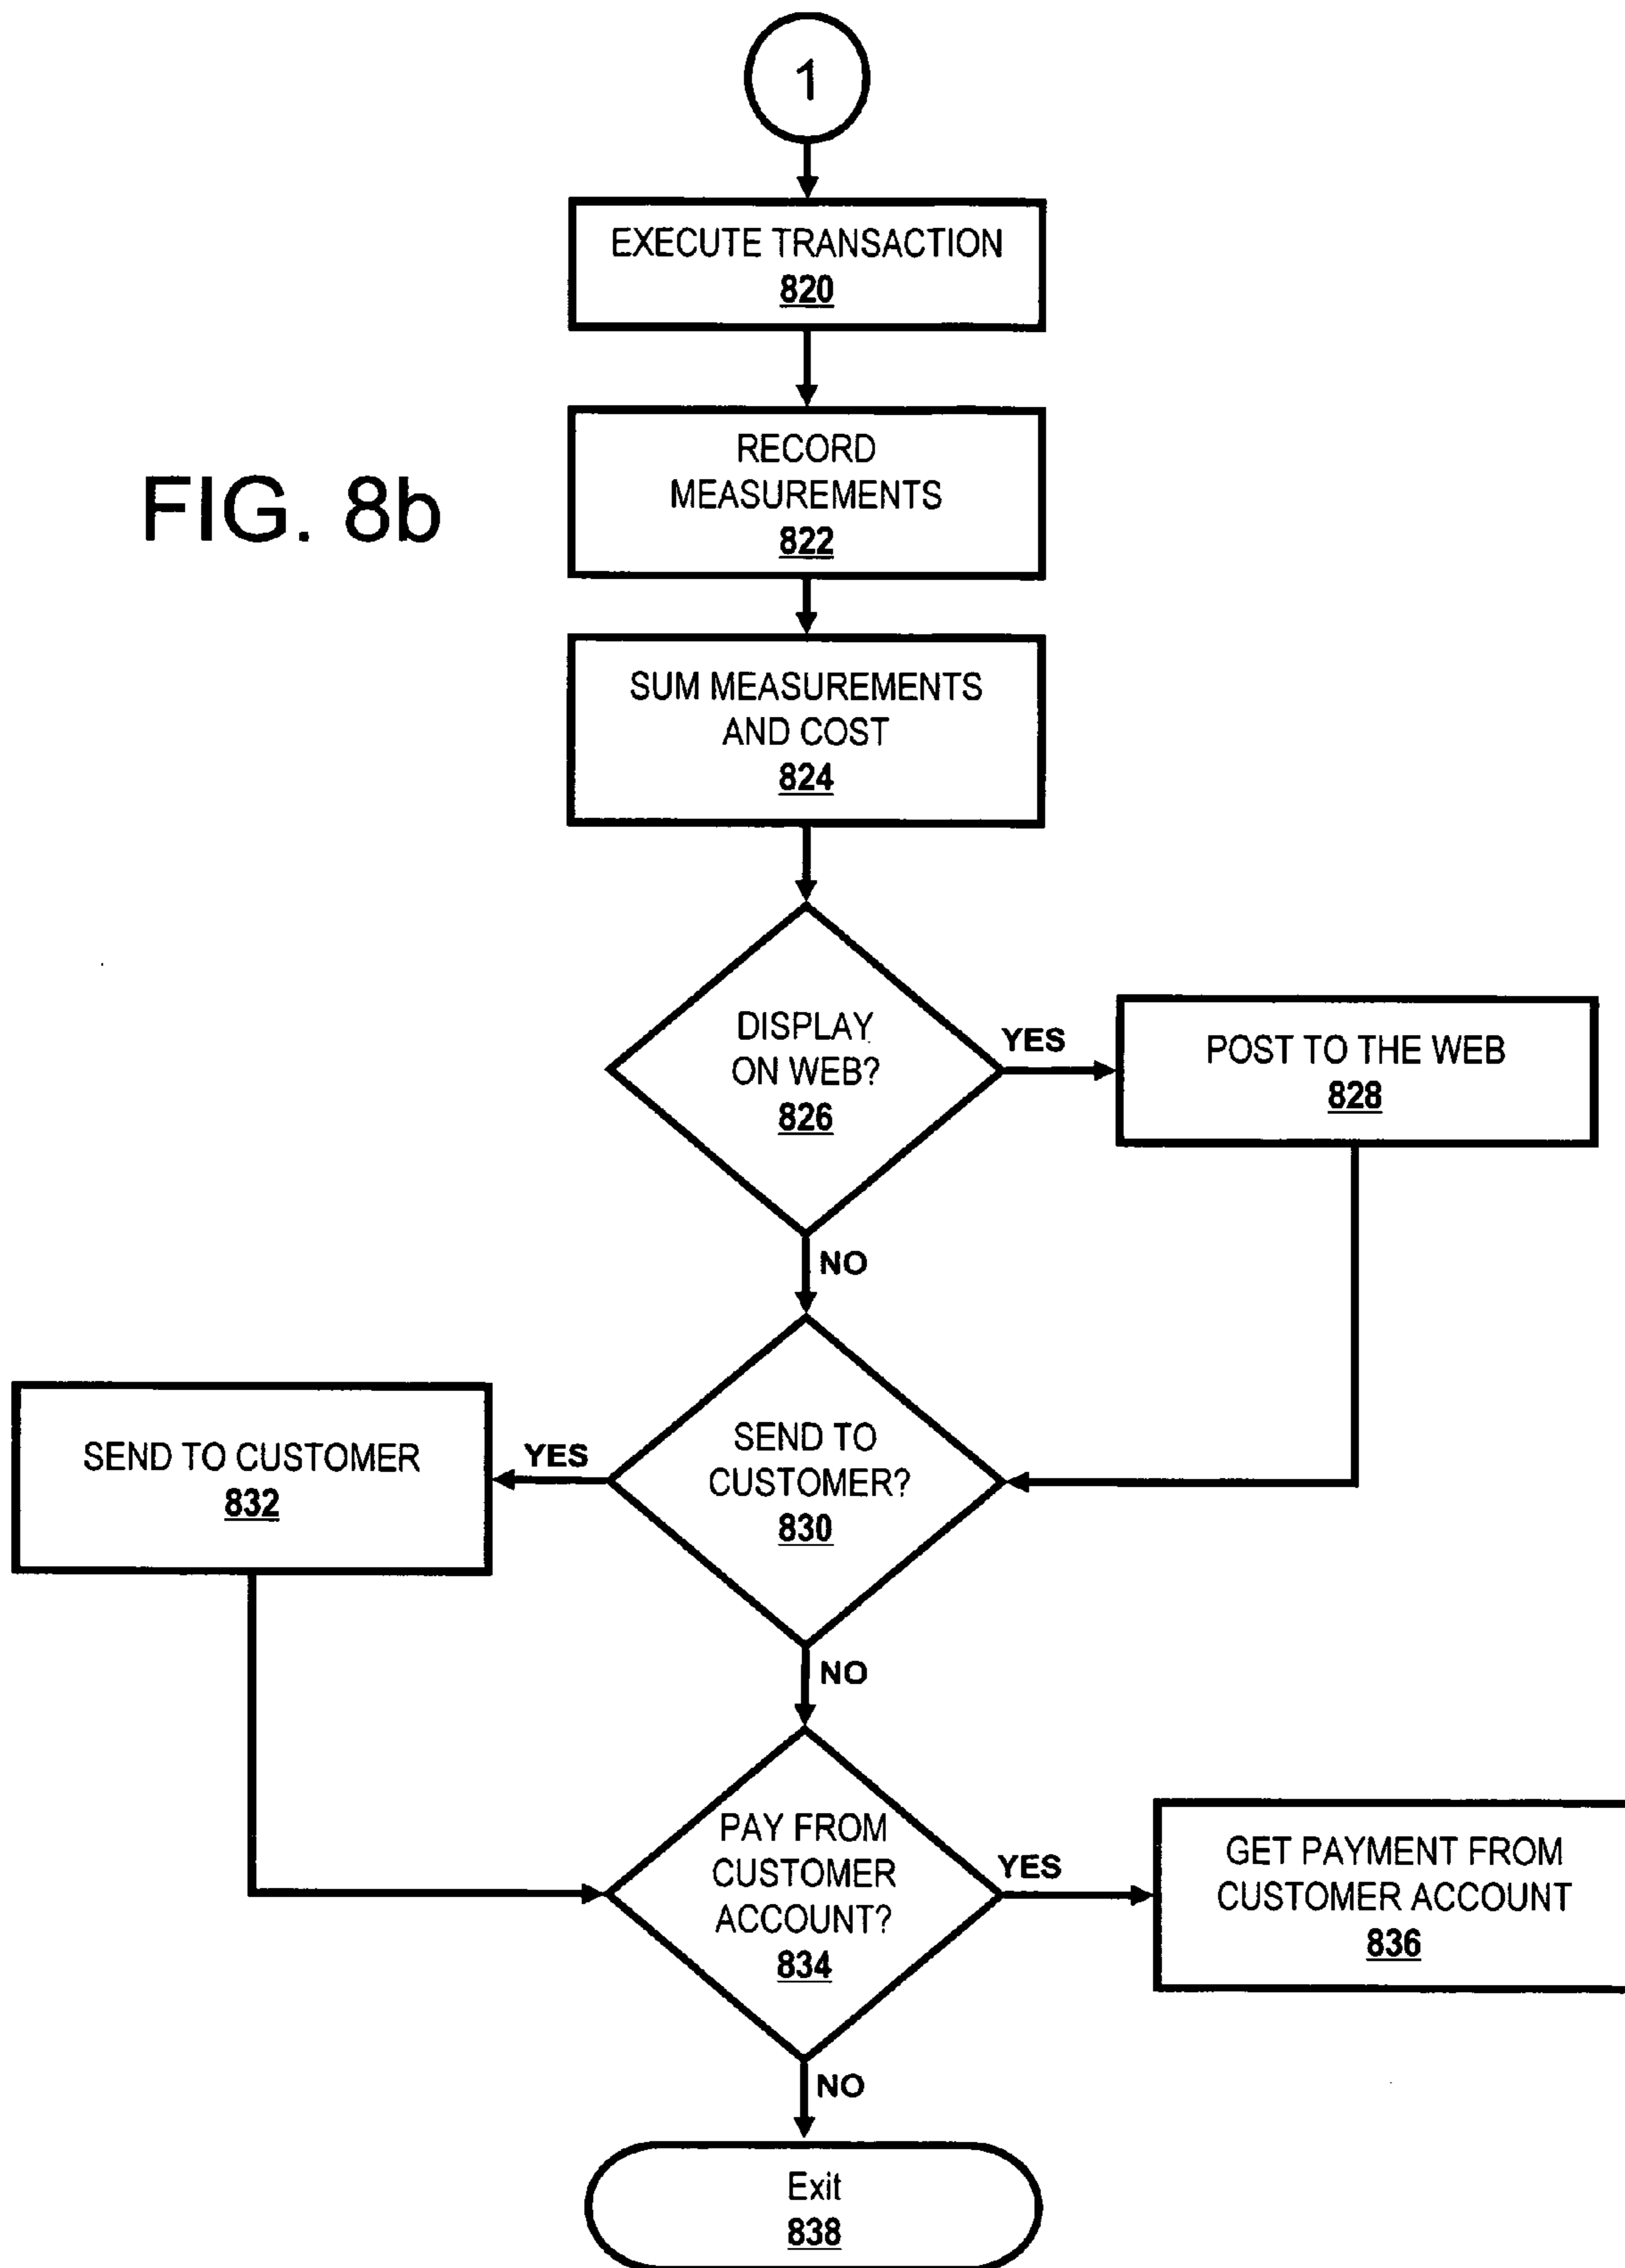 1
EXECUTE TRANSACTION
820
FIG. 8b
RECORD
MEASUREMENTS
822
SUM MEASUREMENTS
AND COST
824
DISPLAY
ON WEB?
826
YES
POST TO THE WEB
828
NO
SEND TO CUSTOMER
832
YES
SEND TO
CUSTOMER?
830
NO
PAY FROM
CUSTOMER
ACCOUNT?
834
YES
GET PAYMENT FROM
CUSTOMER ACCOUNT
836
NO
Exit
838